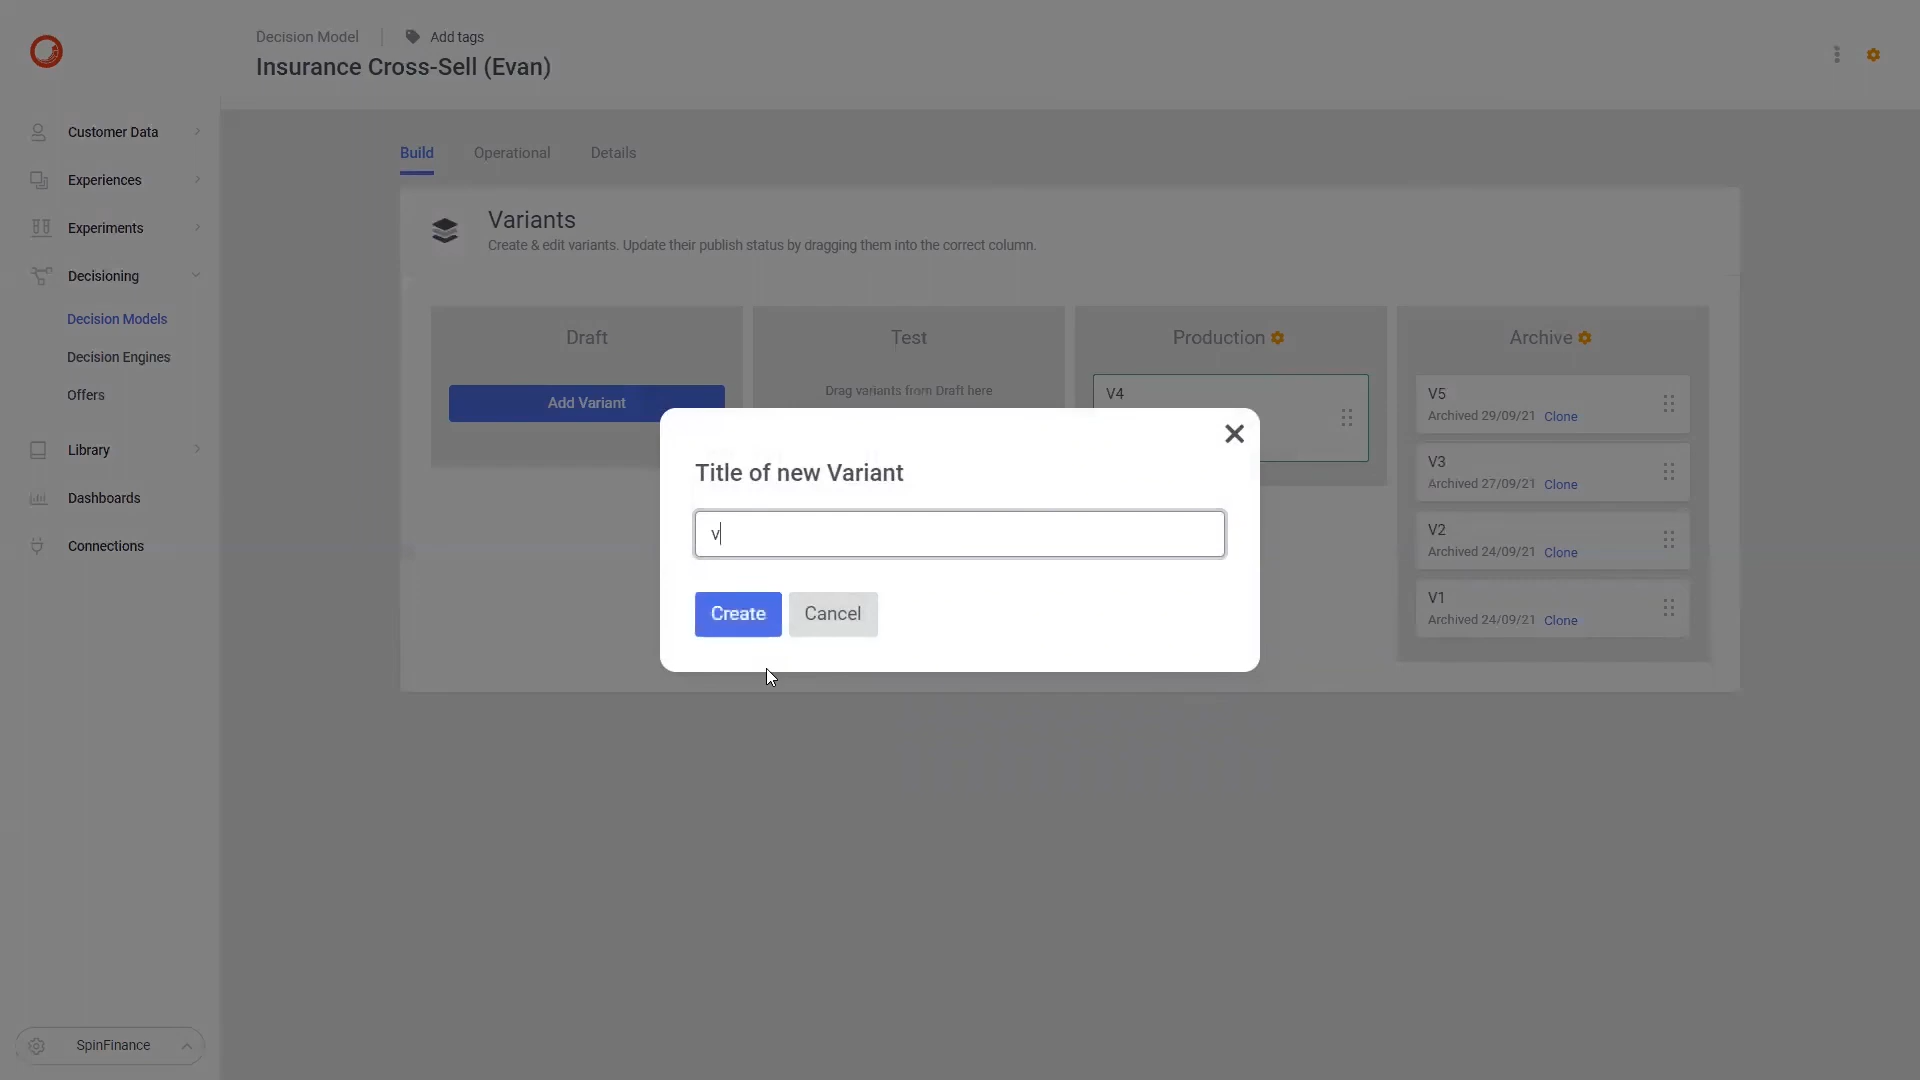 Decision Model
Add tags
Insurance Cross-Sell (Evan)
Customer Data
Experiences
Experiments
Decisioning
Decision Models
Decision Engines
Offers
Library
Dashboards
Connections
SpinFinance
Build
Operational
Details
Variants
Create & edit variants. Update their publish status by dragging them into the correct column.
Draft
Add Variant
Test
Drag variants from Draft here
Production
V4
Archive
V5
Archived 29/09/21 Clone
V3
Archived 27/09/21 Clone
V2
Archived 24/09/21 Clone
V1
Archived 24/09/21 Clone
Title of new Variant
v
Create
Cancel